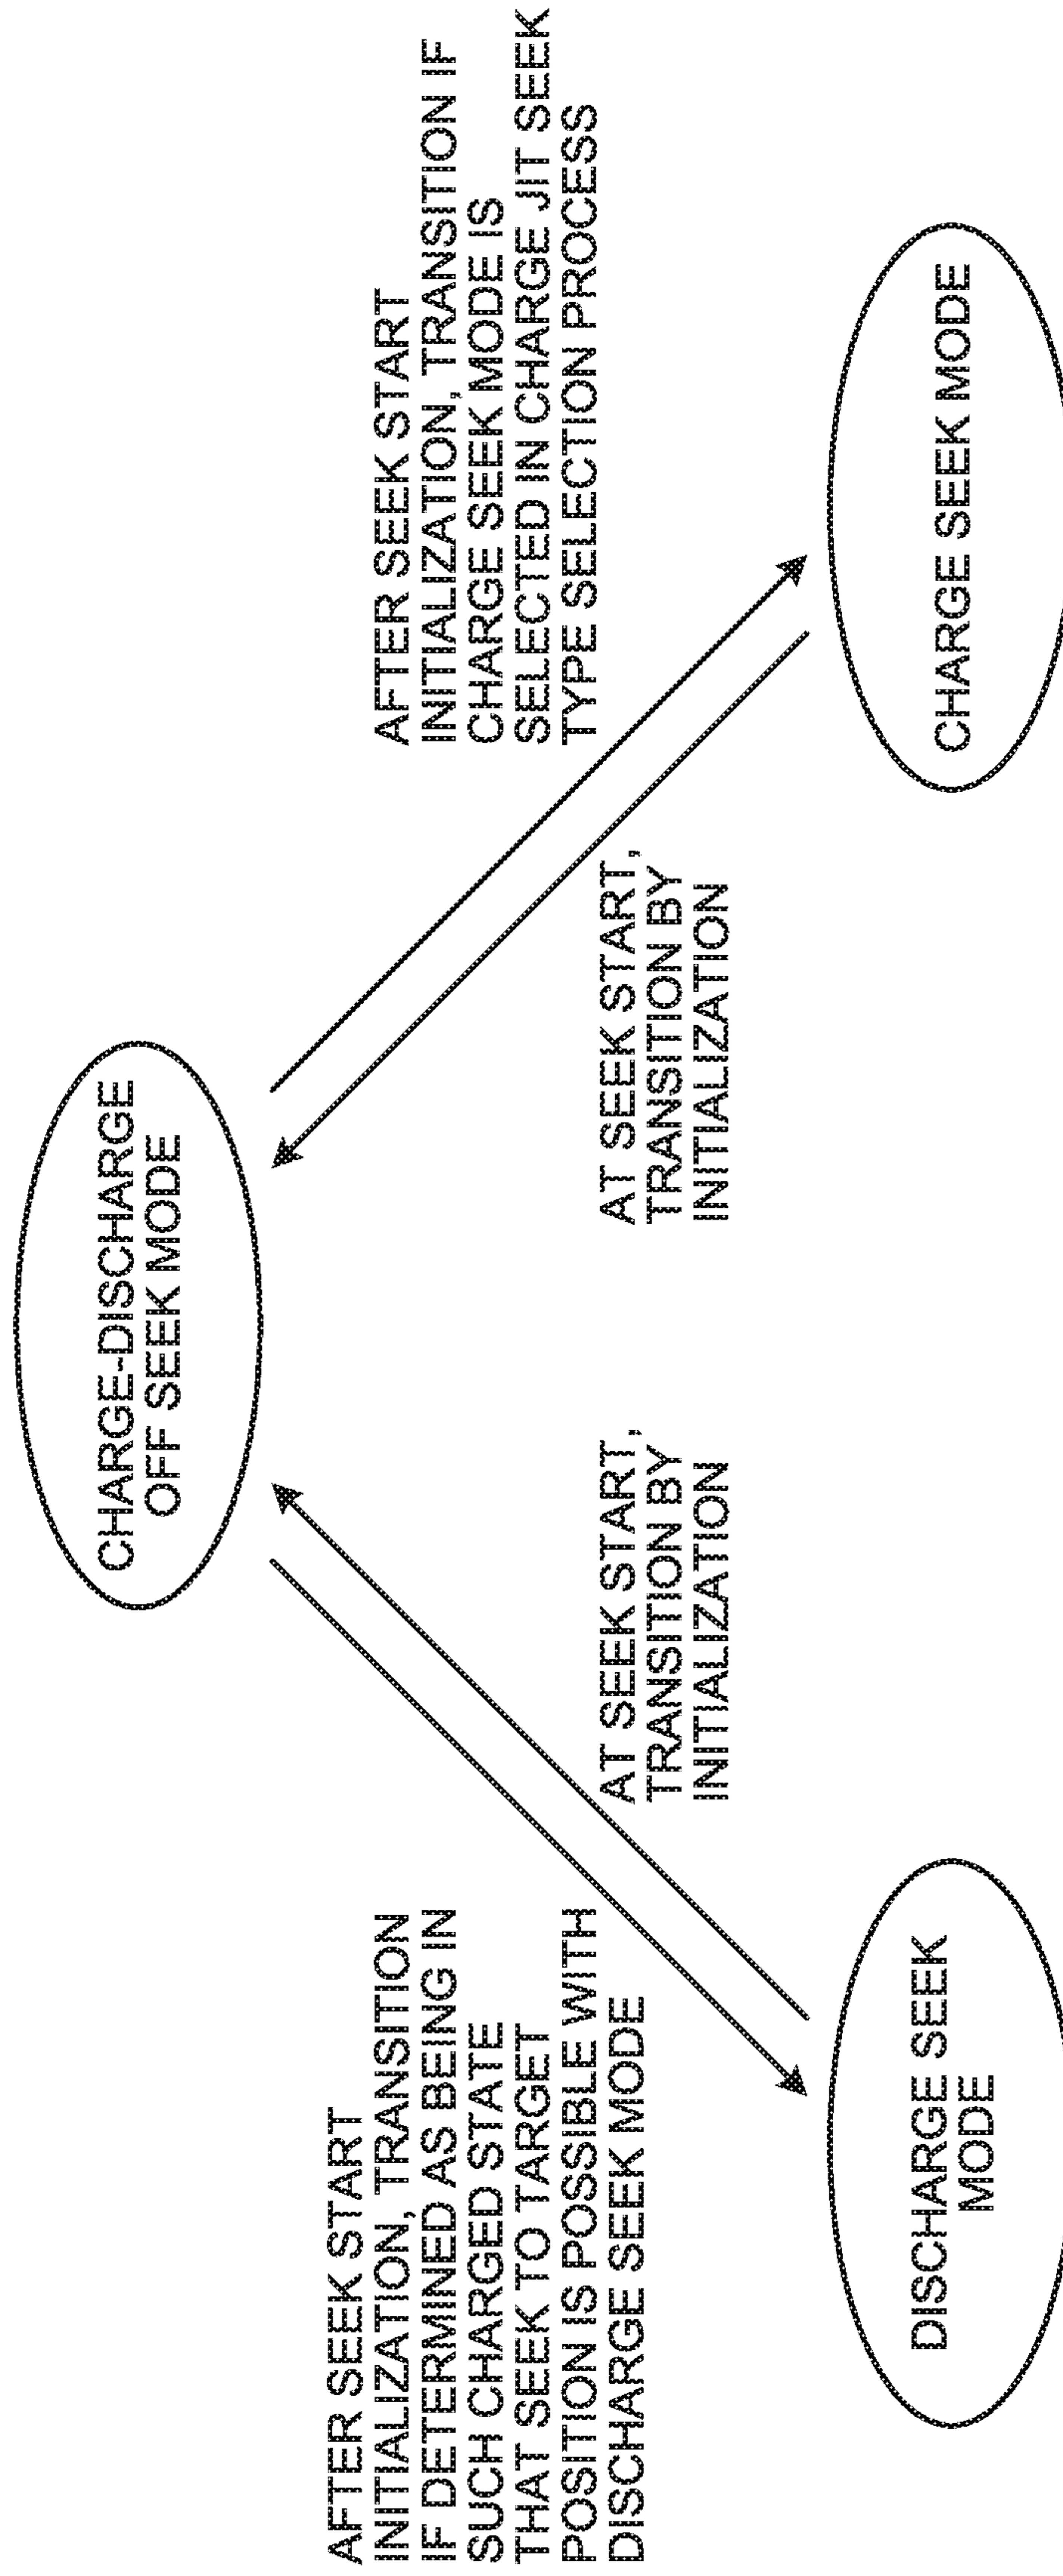 CHARGE-DISCHARGE
OFF SEEK MODE
AFTER SEEK START
INITIALIZATION, TRANSITION
IF DETERMINED AS BEING IN
SUCH CHARGED STATE
THAT SEEK TO TARGET
POSITION IS POSSIBLE WITH
DISCHARGE SEEK MODE
AT SEEK START,
TRANSITION BY
INITIALIZATION
AT SEEK START,
TRANSITION BY
INITIALIZATION
AFTER SEEK START
INITIALIZATION, TRANSITION IF
CHARGE SEEK MODE IS
SELECTED IN CHARGE JIT SEEK
TYPE SELECTION PROCESS
DISCHARGE SEEK
MODE
CHARGE SEEK MODE